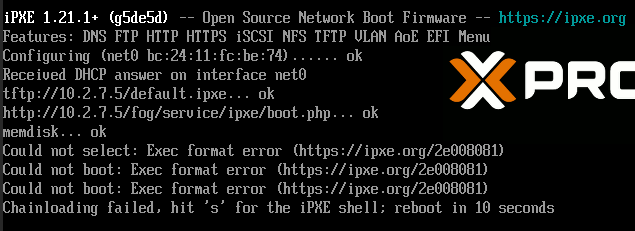 iPXE 1.21.1+ (g5de5d) -- Open Source Network Boot Firmware -- https://ipxe.org
Features: DNS FTP HTTP HTTPS iSCSI NFS TFTP VLAN AoE EFI Menu
Configuring (net0 bc:24:11:fc:be:74)...... ok
Received DHCP answer on interface net0
tftp://10.2.7.5/default.ipxe... ok
http://10.2.7.5/fog/service/ipxe/boot.php... ok
memdisk... ok
Could not select: Exec format error (https://ipxe.org/2e008081)
Could not boot: Exec format error (https://ipxe.org/2e008081)
Could not boot: Exec format error (https://ipxe.org/2e008081)
Chainloading failed, hit 's' for the iPXE shell; reboot in 10 seconds
X PRO